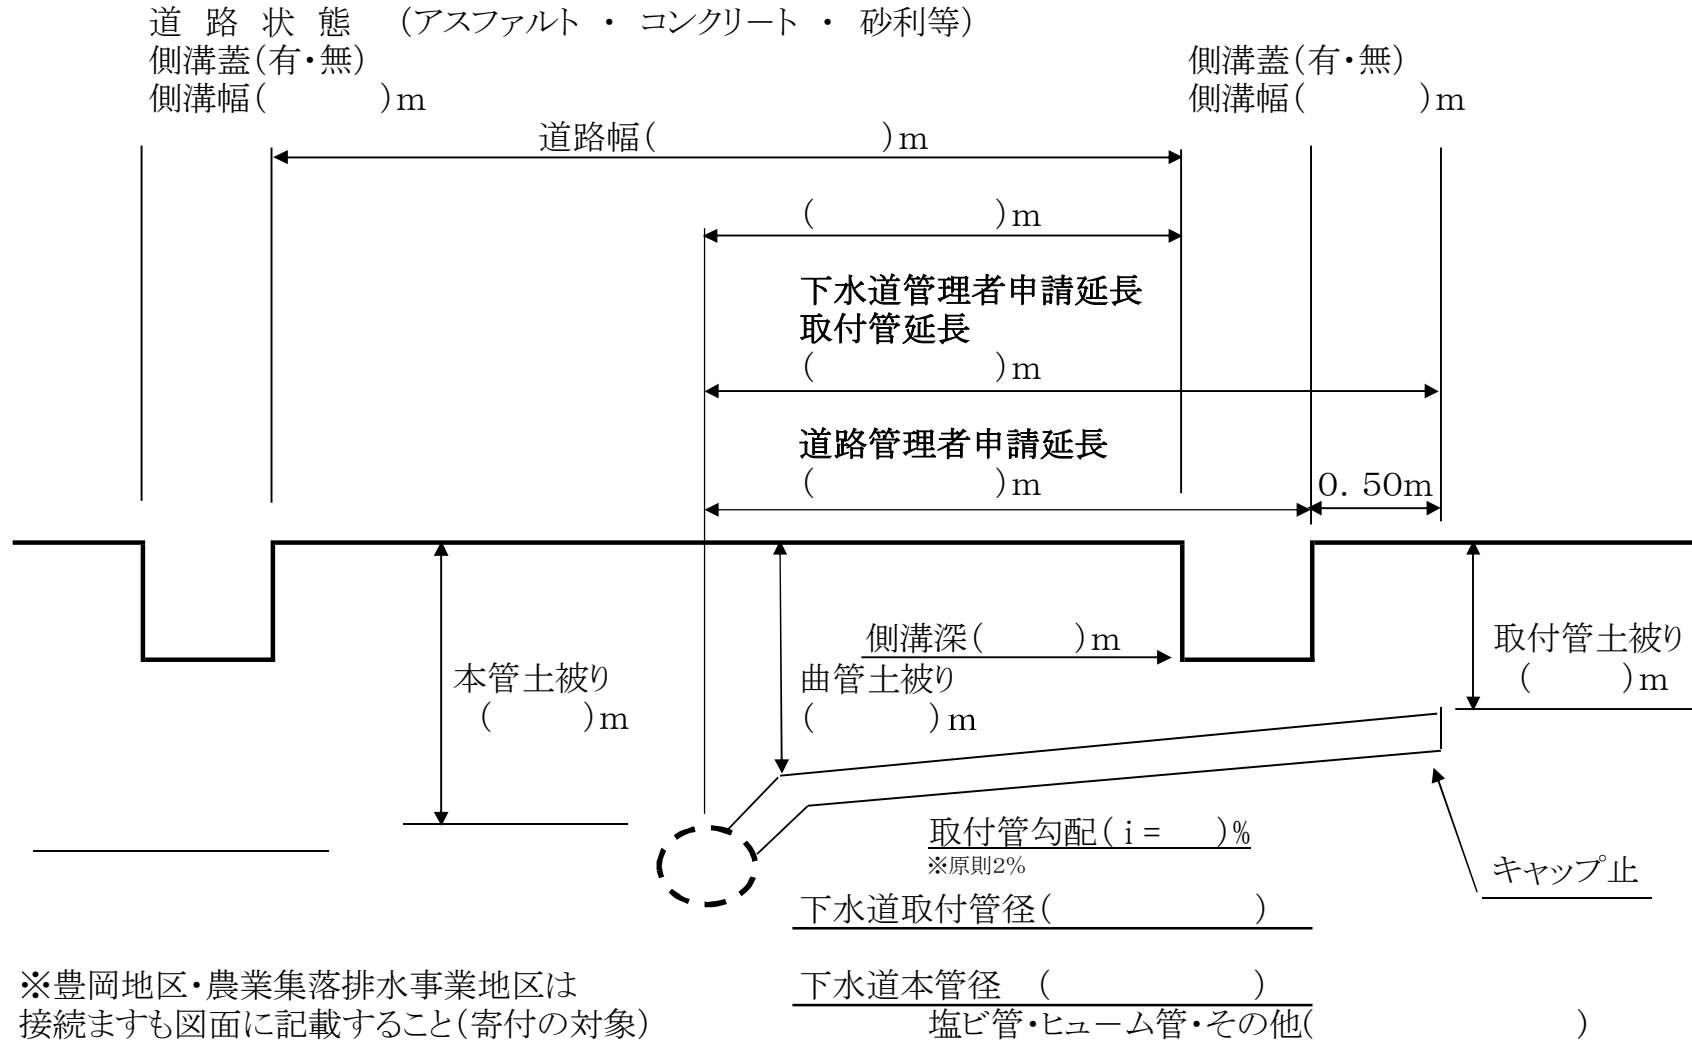 道 路 状 態 （アスファルト ・ コンクリート ・ 砂利等）
側溝蓋（有・無）
側溝幅（　　　）m
側溝蓋（有・無）
側溝幅（　　　）m
道路幅（　　　　　　）m
（　　　　　）m
下水道管理者申請延長
取付管延長
（　　　　　）m
道路管理者申請延長
（　　　　　）m
0．50m
側溝深（　　　）m
取付管土被り
（　　　）m
本管土被り
（　　　）m
曲管土被り
（　　　）m
取付管勾配（ i =　　）%
※原則2%
キャップ止
下水道取付管径（　　　　　　）
下水道本管径　（　　　　　　）
塩ビ管・ヒューム管・その他（　　　　　　　）
※豊岡地区・農業集落排水事業地区は
接続ますも図面に記載すること（寄付の対象）